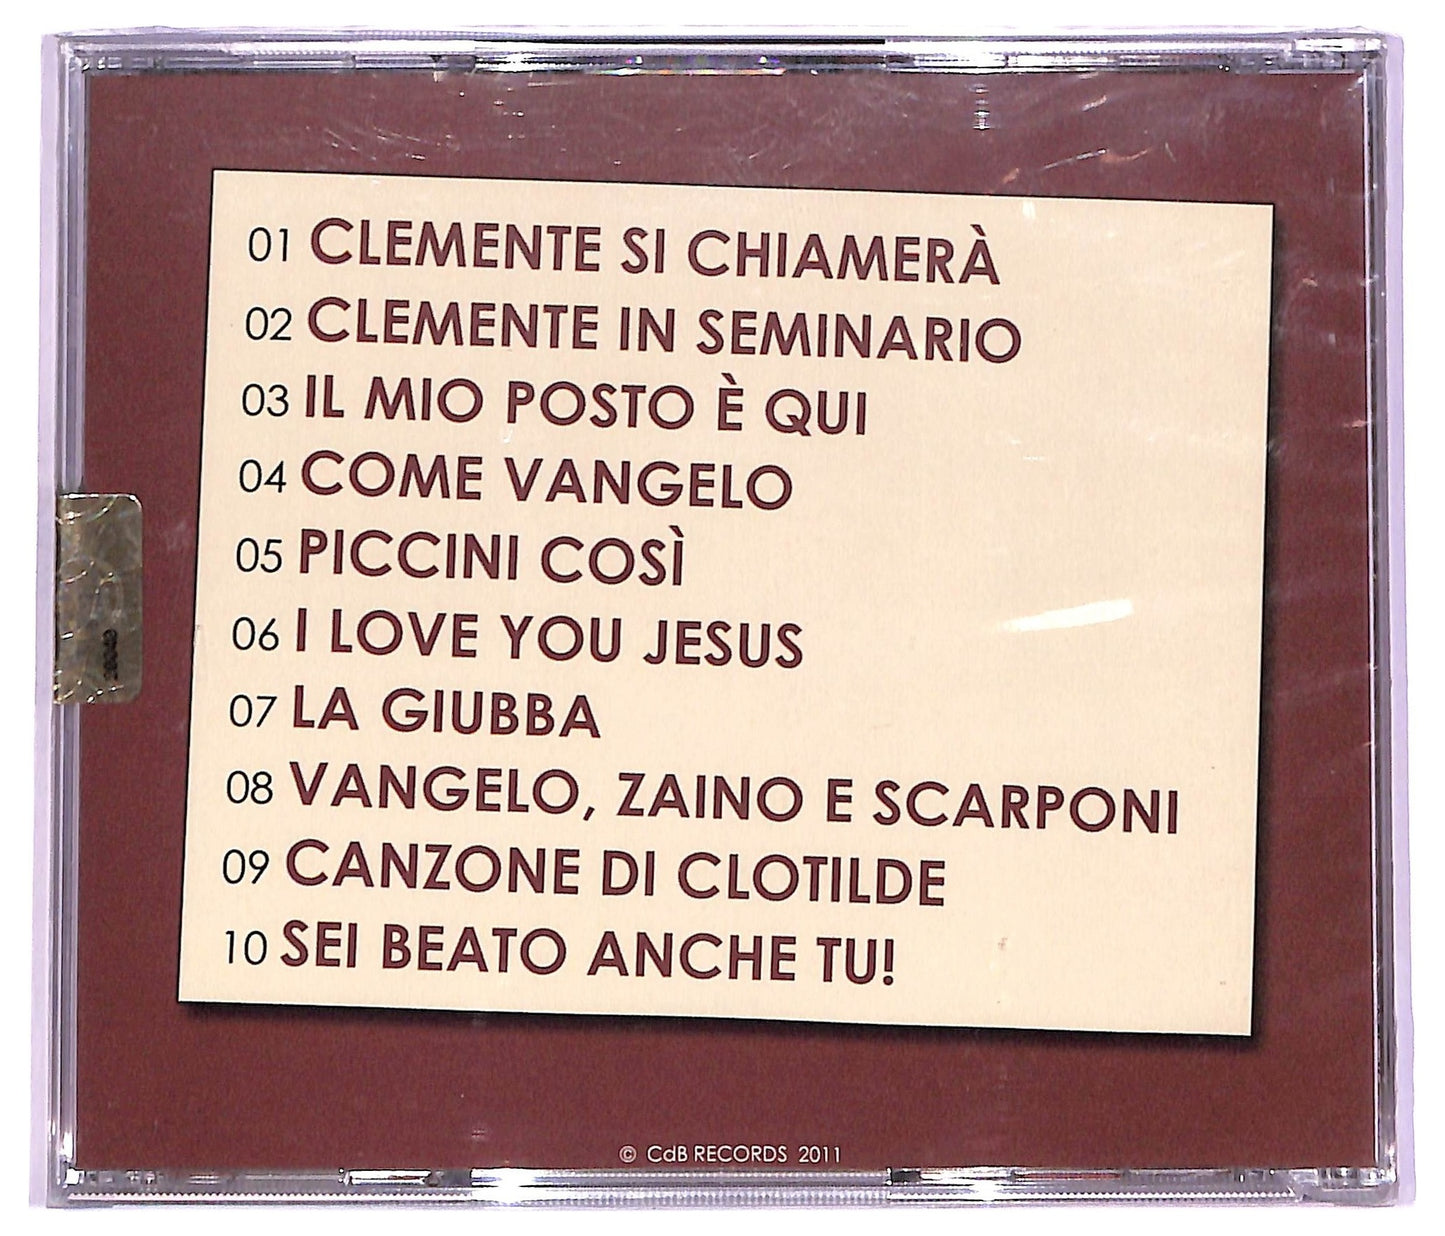 01 CLEMENTE SI CHIAMERÀ
02 CLEMENTE IN SEMINARIO
03 IL MIO POSTO È QUI
04 COME VANGELO
05 PICCINI COSÌ
06 I LOVE YOU JESUS
07 LA GIUBBA
08 VANGELO, ZAINO E SCARPONI
09 CANZONE DI CLOTILDE
10 SEI BEATO ANCHE TU!
© CdB RECORDS 2011